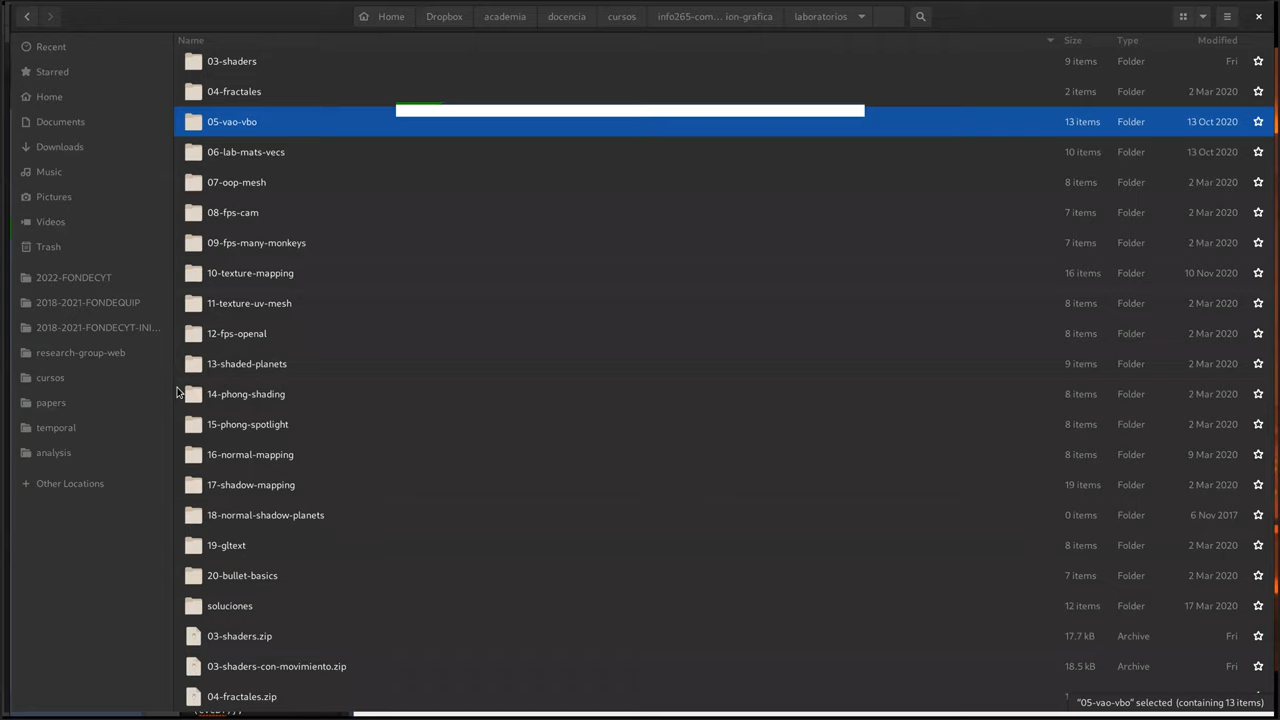 Home Dropbox academia docencia cursos info265-com... ion-grafica laboratorios
Name Size Type Modified
Recent
Starred
Home
Documents
Downloads
Music
Pictures
Videos
Trash
2022-FONDECYT
2018-2021-FONDEQUIP
2018-2021-FONDECYT-INI...
research-group-web
cursos
papers
temporal
analysis
Other Locations
03-shaders 9 items Folder Fri
04-fractales 2 items Folder 2 Mar 2020
05-vao-vbo 13 items Folder 13 Oct 2020
06-lab-mats-vecs 10 items Folder 13 Oct 2020
07-oop-mesh 8 items Folder 2 Mar 2020
08-fps-cam 7 items Folder 2 Mar 2020
09-fps-many-monkeys 7 items Folder 2 Mar 2020
10-texture-mapping 16 items Folder 10 Nov 2020
11-texture-uv-mesh 8 items Folder 2 Mar 2020
12-fps-openal 8 items Folder 2 Mar 2020
13-shaded-planets 9 items Folder 2 Mar 2020
14-phong-shading 8 items Folder 2 Mar 2020
15-phong-spotlight 8 items Folder 2 Mar 2020
16-normal-mapping 8 items Folder 9 Mar 2020
17-shadow-mapping 19 items Folder 2 Mar 2020
18-normal-shadow-planets 0 items Folder 6 Nov 2017
19-gltext 8 items Folder 2 Mar 2020
20-bullet-basics 7 items Folder 2 Mar 2020
soluciones 12 items Folder 17 Mar 2020
03-shaders.zip 17.7 kB Archive Fri
03-shaders-con-movimiento.zip 18.5 kB Archive Fri
04-fractales.zip 1
"05-vao-vbo" selected (containing 13 items)